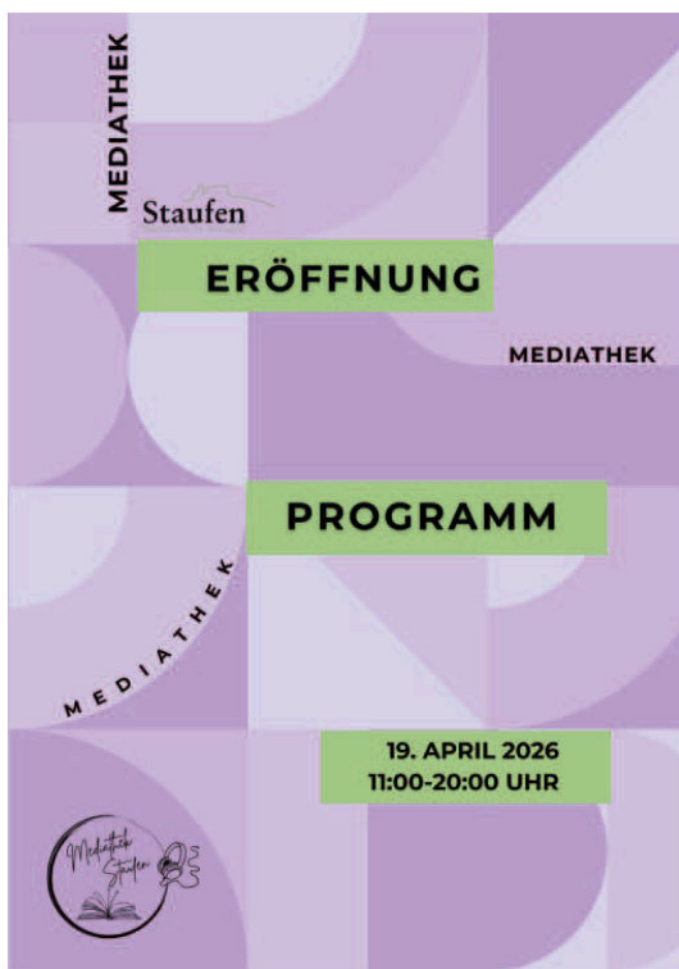 MEDIATHEK
Staufen
ERÖFFNUNG
MEDIATHEK
PROGRAMM
MEDIATHEK
19. APRIL 2026
11:00-20:00 UHR
Mediathek
Staufen